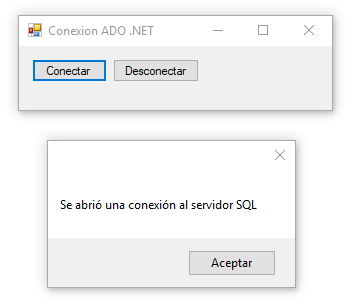 Conexion ADO .NET
Conectar Desconectar
Se abrió una conexión al servidor SQL
Aceptar